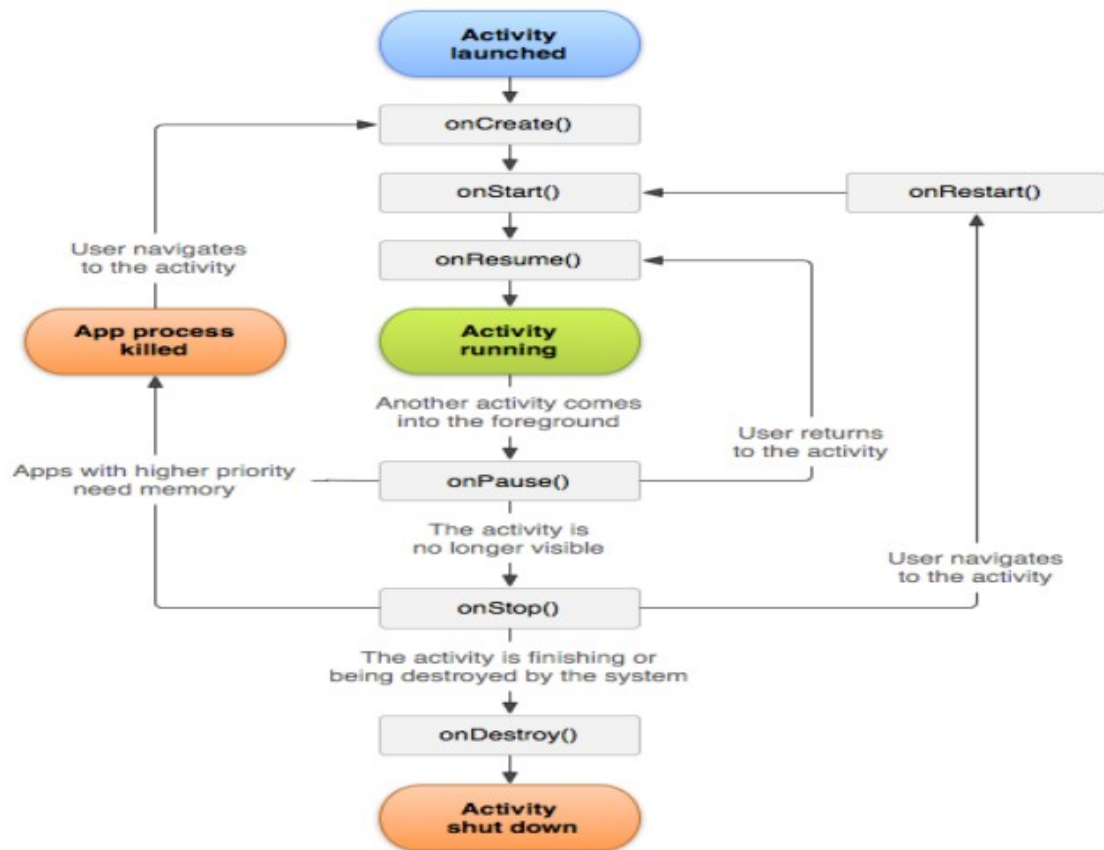 Activity
launched
onCreate()
onStart()
onRestart()
onResume()
User navigates
to the activity
App process
killed
Activity
running
Another activity comes
into the foreground
User returns
to the activity
Apps with higher priority
need memory
onPause()
The activity is
no longer visible
User navigates
to the activity
onStop()
The activity is finishing or
being destroyed by the system
onDestroy()
Activity
shut down